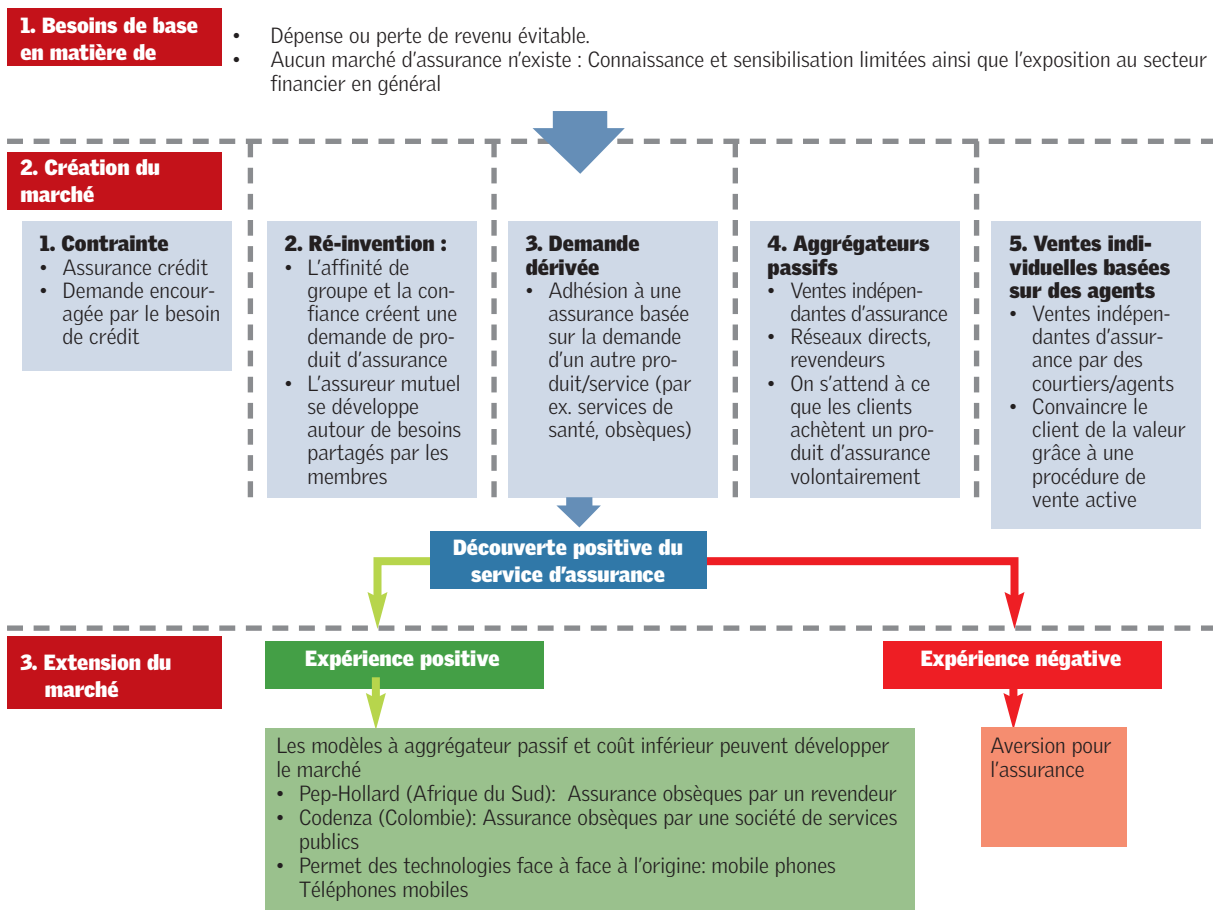 1. Besoins de base
en matière de
• Dépense ou perte de revenu évitable.
• Aucun marché d'assurance n'existe : Connaissance et sensibilisation limitées ainsi que l'exposition au secteur
financier en général
2. Création du
marché
1. Contrainte
• Assurance crédit
• Demande encour-
agée par le besoin
de crédit
2. Ré-invention :
• L'affinité de
groupe et la con-
fiance créent une
demande de pro-
duit d'assurance
• L'assureur mutuel
se développe
autour de besoins
partagés par les
membres
3. Demande
dérivée
• Adhésion à une
assurance basée
sur la demande
d'un autre pro-
duit/service (par
ex. services de
santé, obsèques)
4. Aggrégateurs
passifs
• Ventes indépen-
dantes d'assurance
• Réseaux directs,
revendeurs
• On s'attend à ce
que les clients
achètent un pro-
duit d'assurance
volontairement
5. Ventes indi-
viduelles basées
sur des agents
• Ventes indépen-
dantes d'assur-
ance par des
courtiers/agents
• Convaincre le
client de la valeur
grâce à une
procédure de
vente active
Découverte positive du
service d'assurance
3. Extension du
marché
Expérience positive
Expérience négative
Les modèles à aggrégateur passif et coût inférieur peuvent développer
le marché
• Pep-Hollard (Afrique du Sud): Assurance obsèques par un revendeur
• Codenza (Colombie): Assurance obsèques par une société de services
publics
• Permet des technologies face à face à l'origine: mobile phones
Téléphones mobiles
Aversion pour
l'assurance